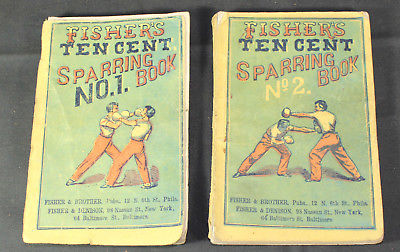 FISHER'S
TEN CENT
SPARRING
BOOK
NO.1.
FISHER & BROTHER, Pubs. 12 N. 6th St., Phila.
FISHER & DENISON, 98 Nassau St., New York,
64 Baltimore St., Baltimore.
FISHER'S
TEN CENT
SPARRING
BOOK
No 2.
FISHER & BROTHER, Pubs. 12 N. 6th St., Phila.
FISHER & DENISON, 98 Nassau St., New York,
64 Baltimore St., Baltimore